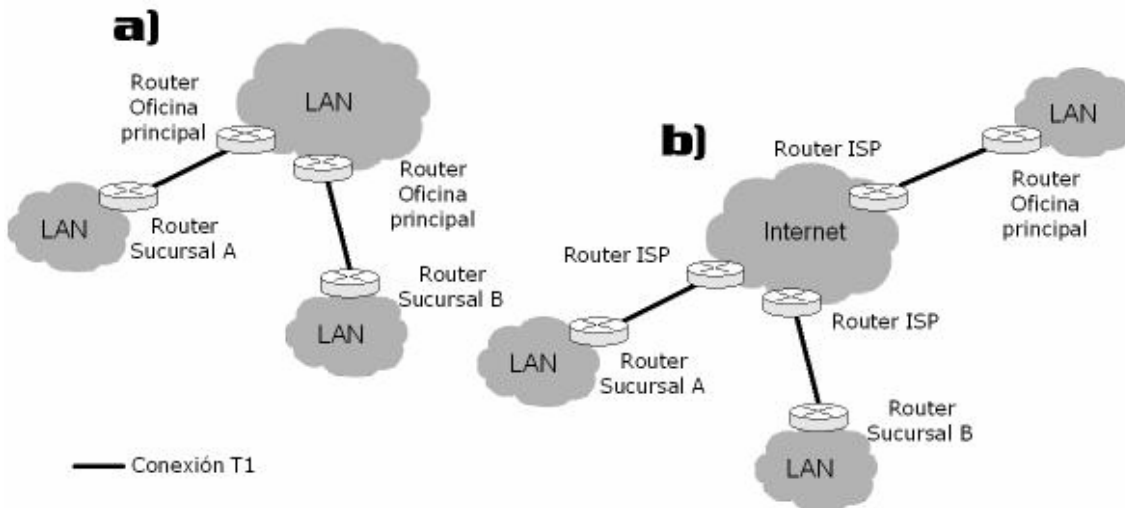 a)
Router
Oficina
principal
LAN
Router
Oficina
principal
LAN
Router
Sucursal A
Router
Sucursal B
LAN
b)
Router ISP
LAN
Router
Oficina
principal
Internet
Router ISP
Router ISP
LAN
Router
Sucursal A
Router
Sucursal B
LAN
Conexión T1